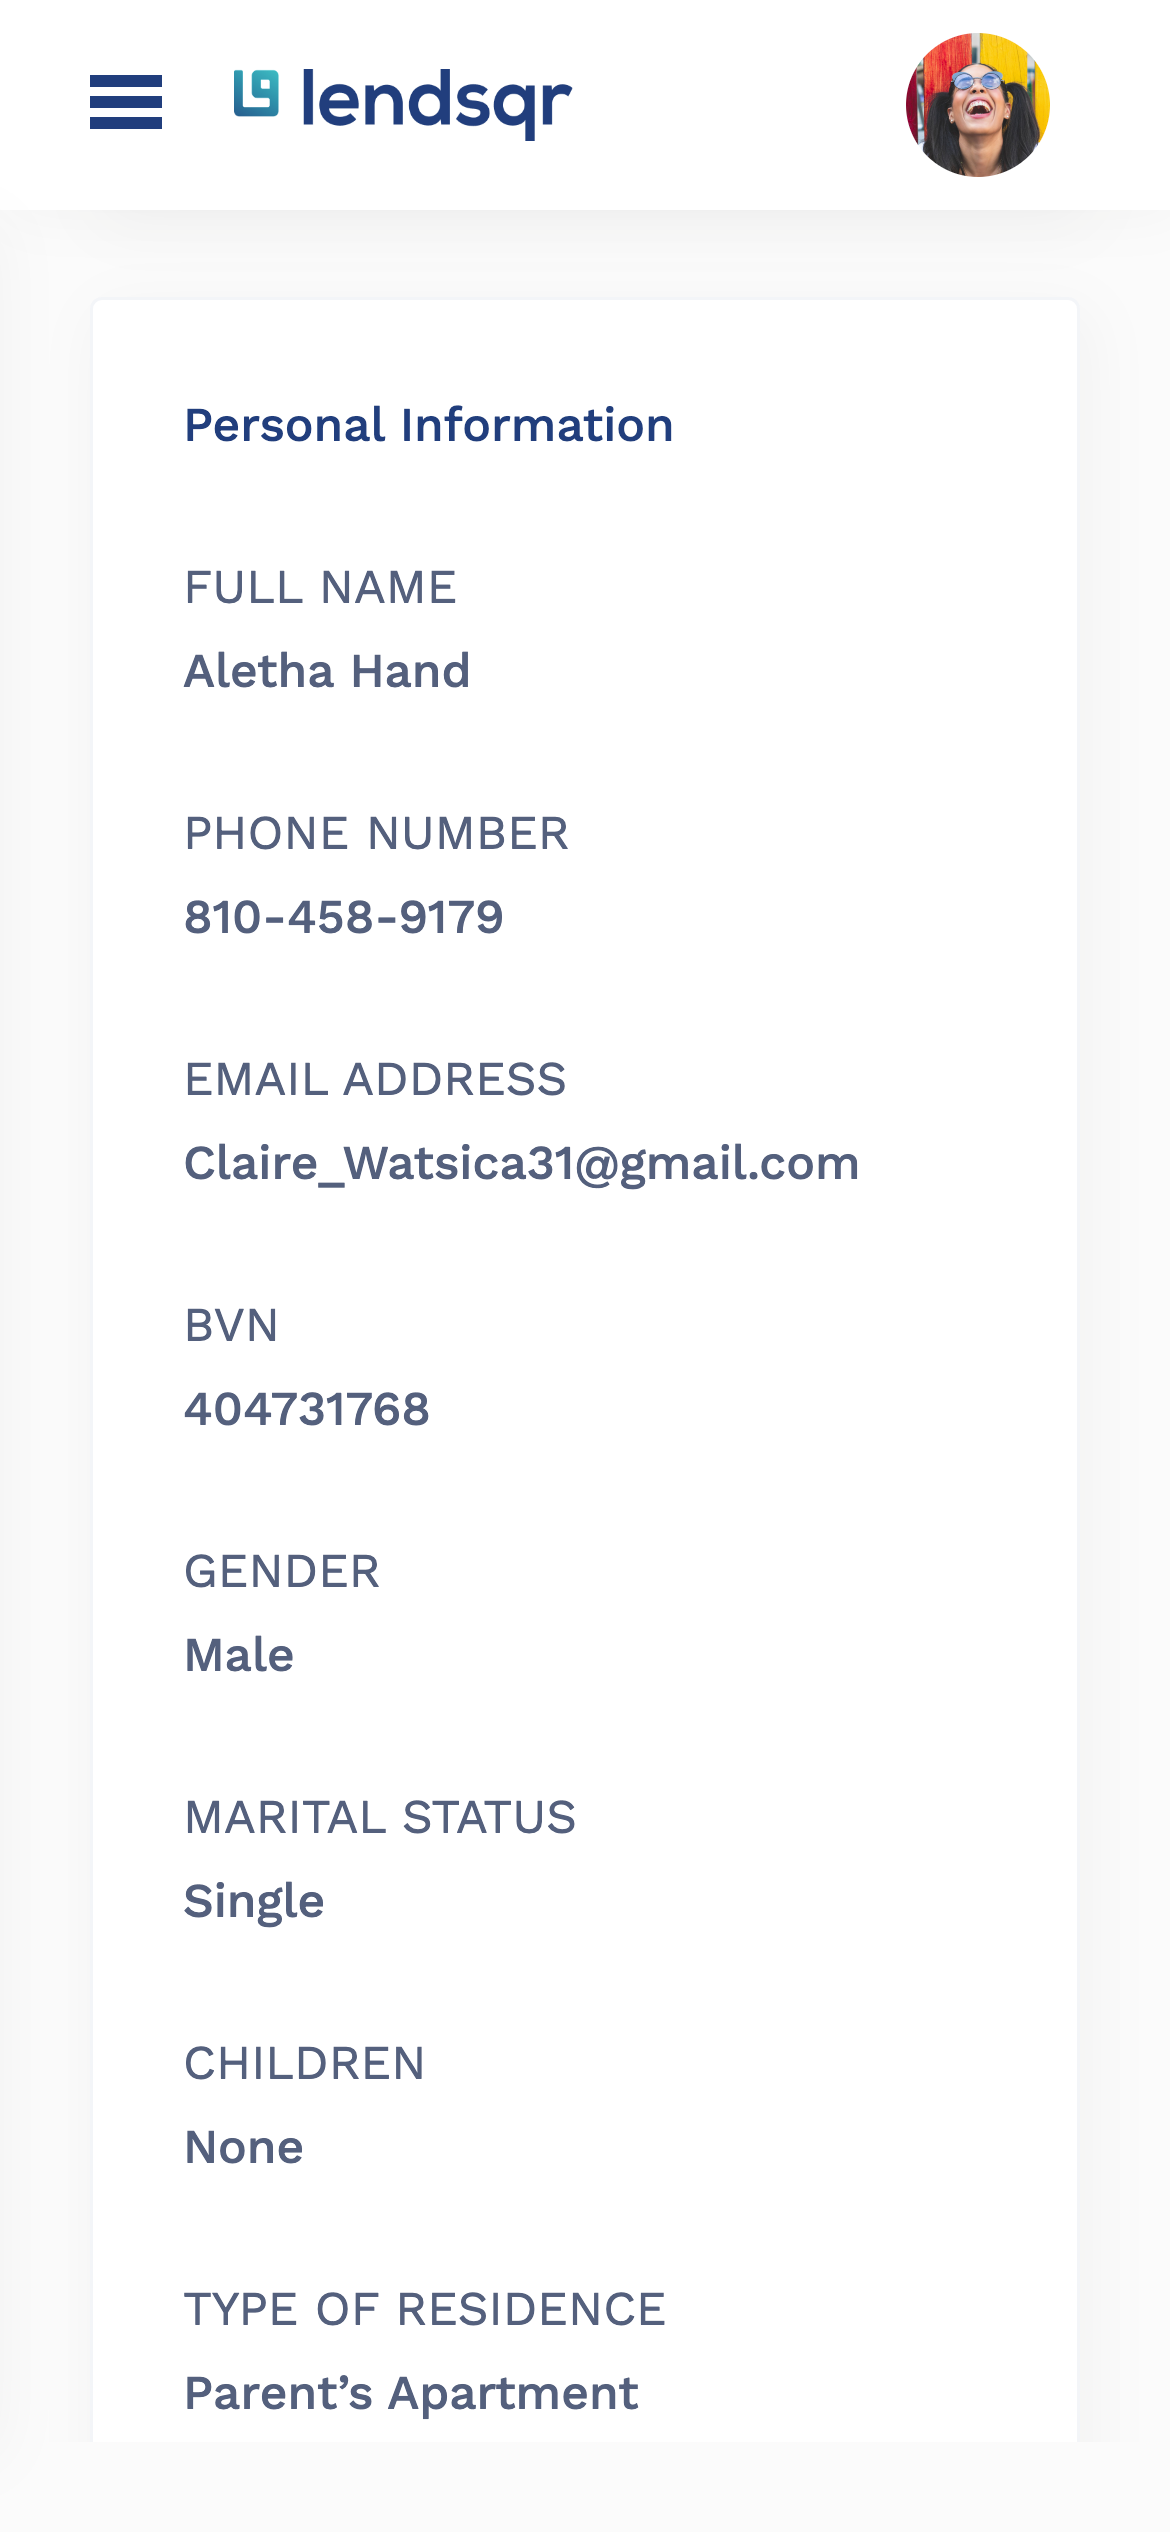 lendsqr
Personal Information
FULL NAME
Aletha Hand
PHONE NUMBER
810-458-9179
EMAIL ADDRESS
Claire_Watsica31@gmail.com
BVN
404731768
GENDER
Male
MARITAL STATUS
Single
CHILDREN
None
TYPE OF RESIDENCE
Parent’s Apartment